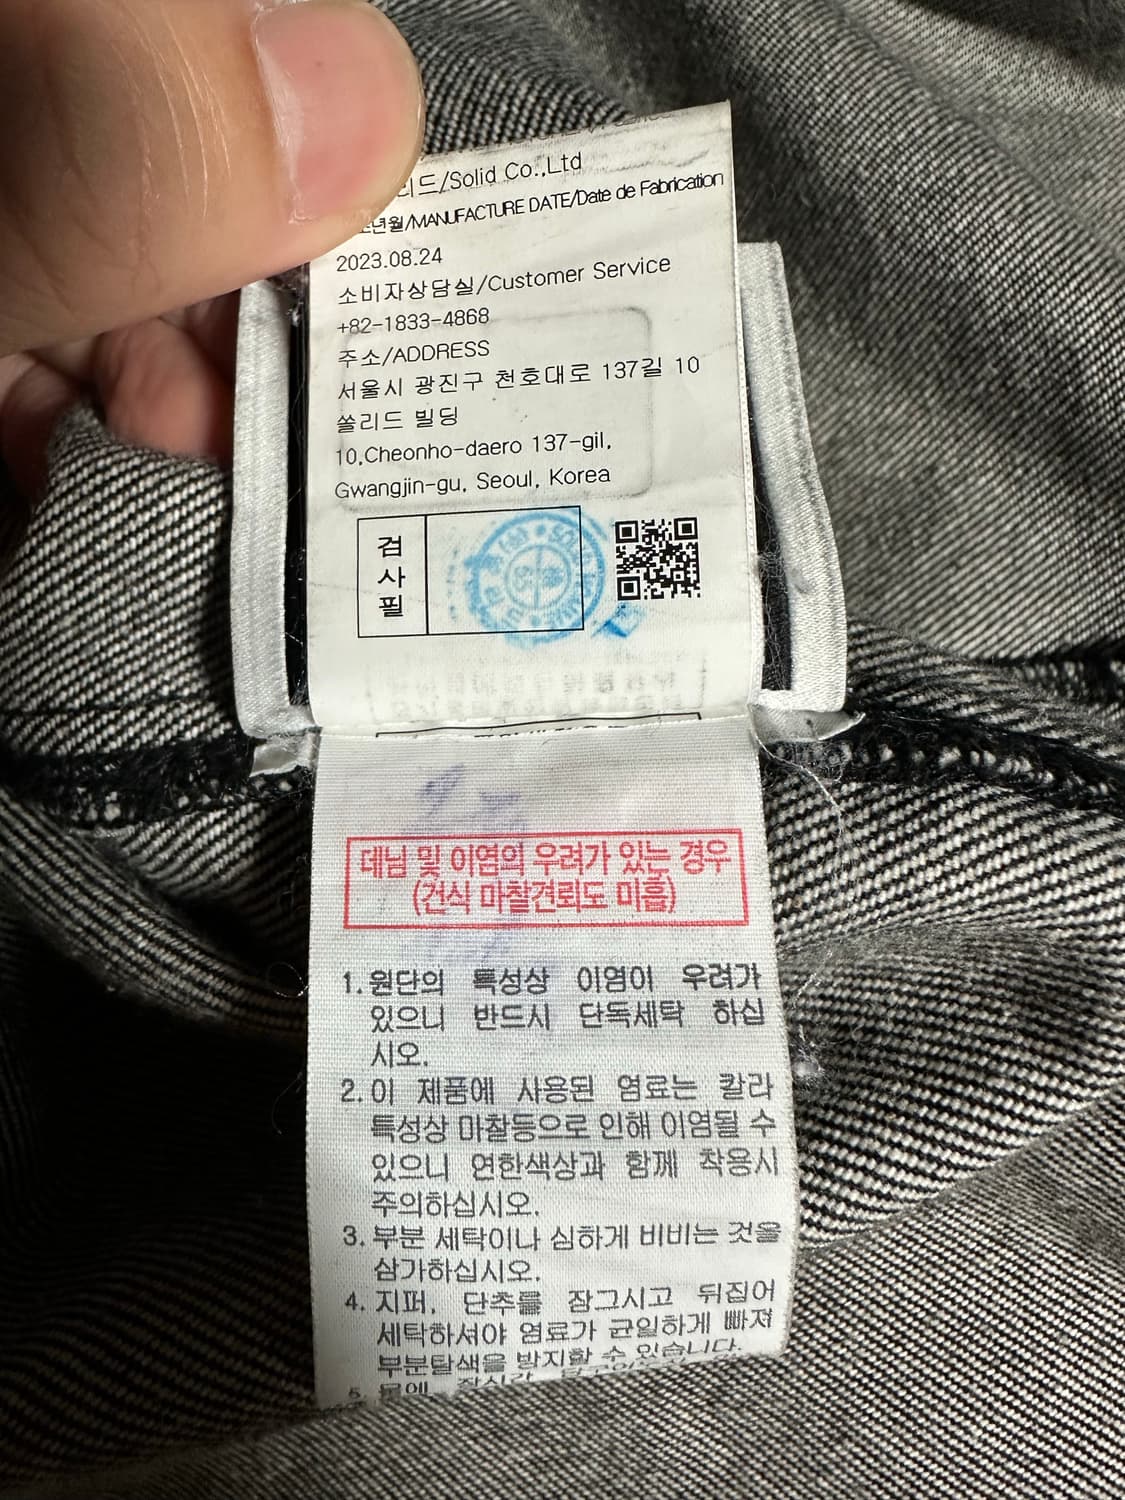 리드/Solid Co.,Ltd
년월/MANUFACTURE DATE/Date de Fabrication
2023.08.24
소비자상담실/Customer Service
+82-1833-4868
주소/ADDRESS
서울시 광진구 천호대로 137길 10
쏠리드 빌딩
10,Cheonho-daero 137-gil,
Gwangjin-gu, Seoul, Korea
검
사
필
데님 및 이염의 우려가 있는 경우
(건식 마찰견뢰도 미흡)
1. 원단의 특성상 이염이 우려가
있으니 반드시 단독세탁 하십
시오.
2. 이 제품에 사용된 염료는 칼라
특성상 마찰등으로 인해 이염될 수
있으니 연한색상과 함께 착용시
주의하십시오.
3. 부분 세탁이나 심하게 비비는 것을
삼가하십시오.
4. 지퍼, 단추를 잠그시고 뒤집어
세탁하셔야 염료가 균일하게 빠져
부분탈색을 방지할 수 있습니다.
5. 물에